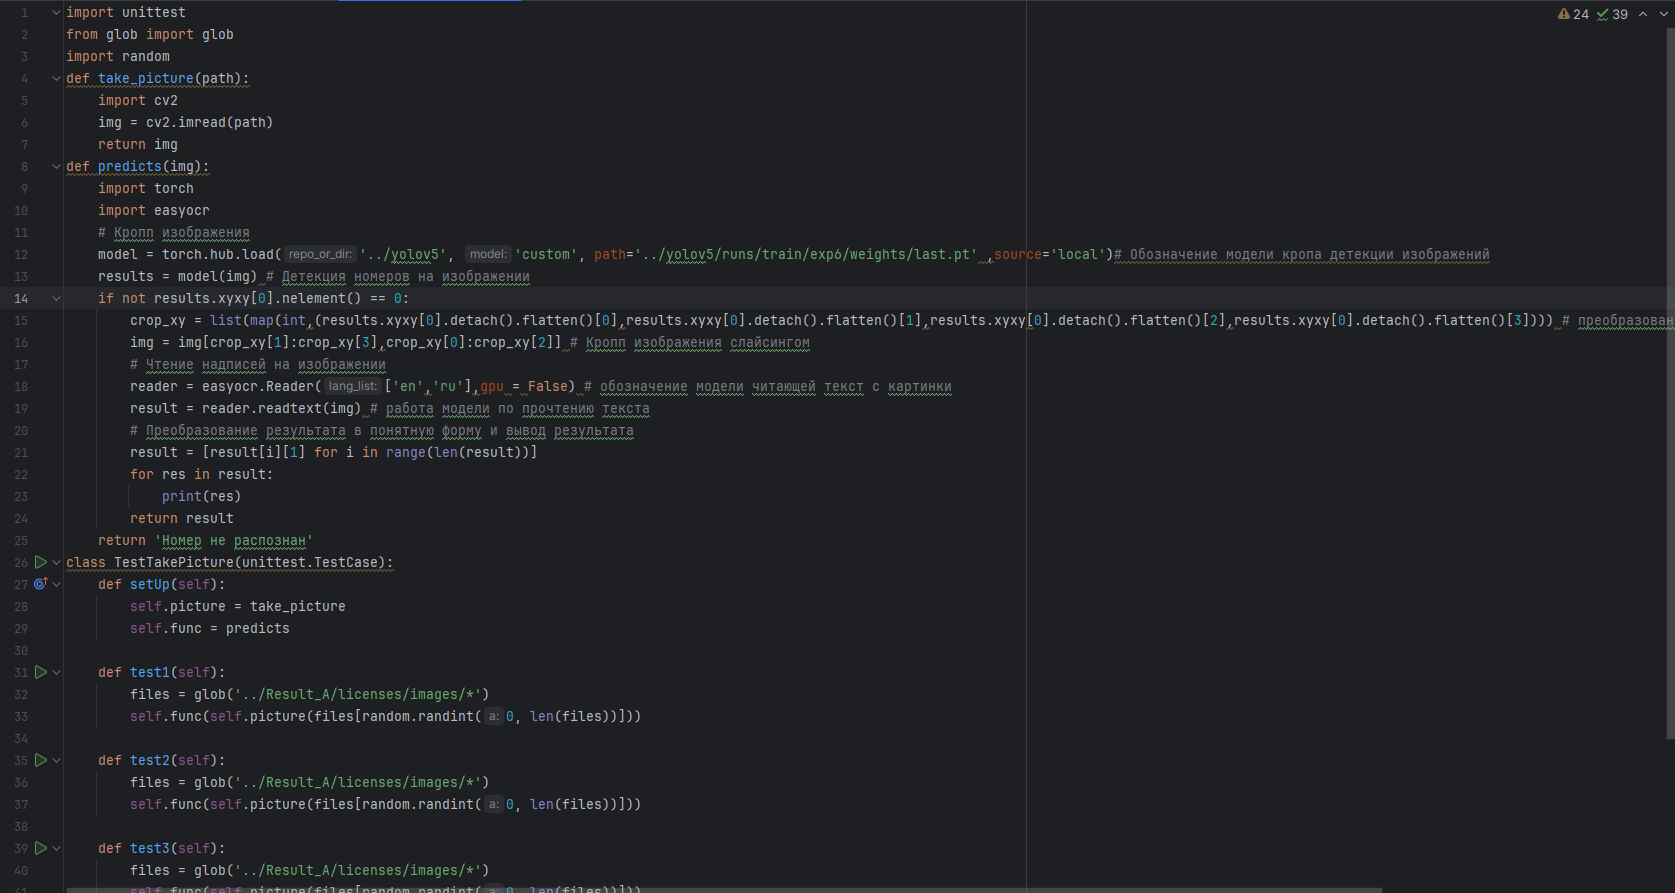 24 39
1 import unittest
2 from glob import glob
3 import random
4 def take_picture(path):
5 import cv2
6 img = cv2.imread(path)
7 return img
8 def predicts(img):
9 import torch
10 import easyocr
11 # Кропп изображения
12 model = torch.hub.load( repo_or_dir: '../yolov5', model: 'custom', path='../yolov5/runs/train/exp6/weights/last.pt' ,source='local')# Обозначение модели кропа детекции изображений
13 results = model(img) # Детекция номеров на изображении
14 if not results.xyxy[0].nelement() == 0:
15 crop_xy = list(map(int,(results.xyxy[0].detach().flatten()[0],results.xyxy[0].detach().flatten()[1],results.xyxy[0].detach().flatten()[2],results.xyxy[0].detach().flatten()[3]))) # преобразован
16 img = img[crop_xy[1]:crop_xy[3],crop_xy[0]:crop_xy[2]] # Кропп изображения слайсингом
17 # Чтение надписей на изображении
18 reader = easyocr.Reader( lang_list: ['en','ru'],gpu = False) # обозначение модели читающей текст с картинки
19 result = reader.readtext(img) # работа модели по прочтению текста
20 # Преобразование результата в понятную форму и вывод результата
21 result = [result[i][1] for i in range(len(result))]
22 for res in result:
23 print(res)
24 return result
25 return 'Номер не распознан'
26 class TestTakePicture(unittest.TestCase):
27 def setUp(self):
28 self.picture = take_picture
29 self.func = predicts
30
31 def test1(self):
32 files = glob('../Result_A/licenses/images/*')
33 self.func(self.picture(files[random.randint( a: 0, len(files))]))
34
35 def test2(self):
36 files = glob('../Result_A/licenses/images/*')
37 self.func(self.picture(files[random.randint( a: 0, len(files))]))
38
39 def test3(self):
40 files = glob('../Result_A/licenses/images/*')
41 self.func(self.picture(files[random.randint( a: 0, len(files))]))